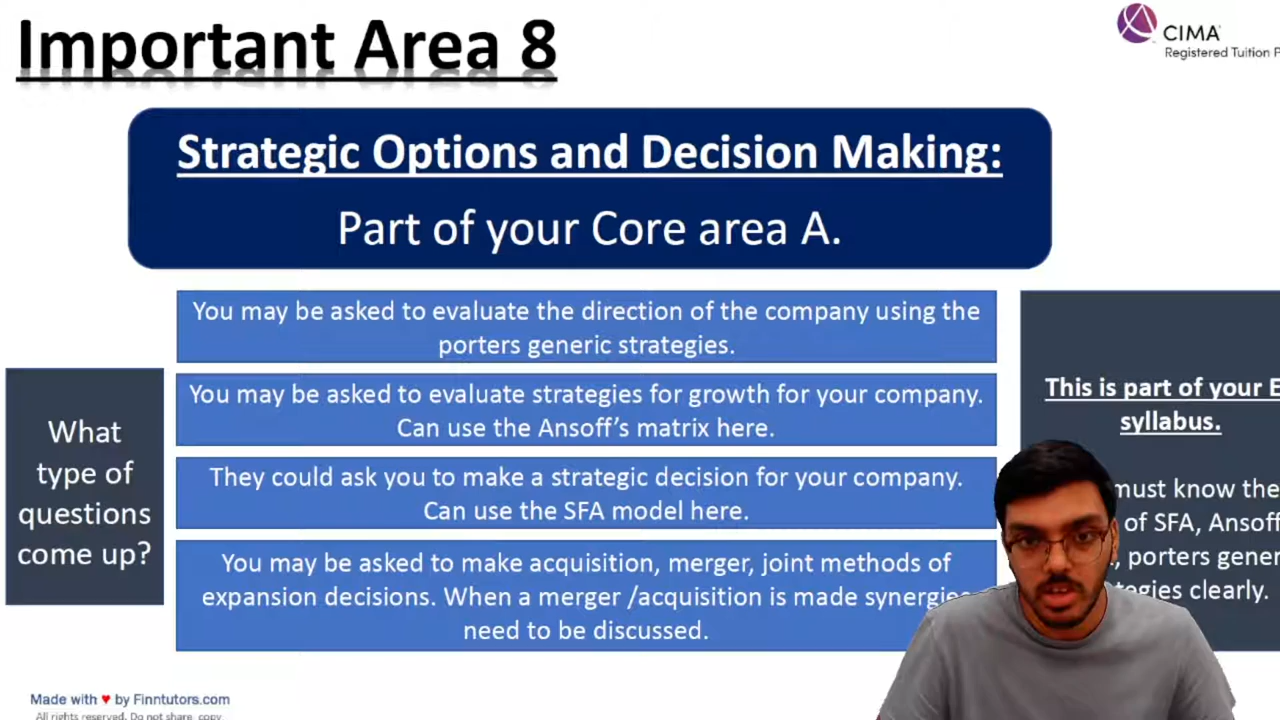 Important Area 8
CIMA
Registered Tuition P
Strategic Options and Decision Making:
Part of your Core area A.
What
type of
questions
come up?
You may be asked to evaluate the direction of the company using the
porters generic strategies.
You may be asked to evaluate strategies for growth for your company.
Can use the Ansoff's matrix here.
They could ask you to make a strategic decision for your company.
Can use the SFA model here.
You may be asked to make acquisition, merger, joint methods of
expansion decisions. When a merger /acquisition is made
need to be discussed.
This is part of your E
syllabus.
must know the
of SFA, Ansoff
, porters gener
clearly.
Made with ♥ by Finntutors.com
All rights reserved. Do not share, copy